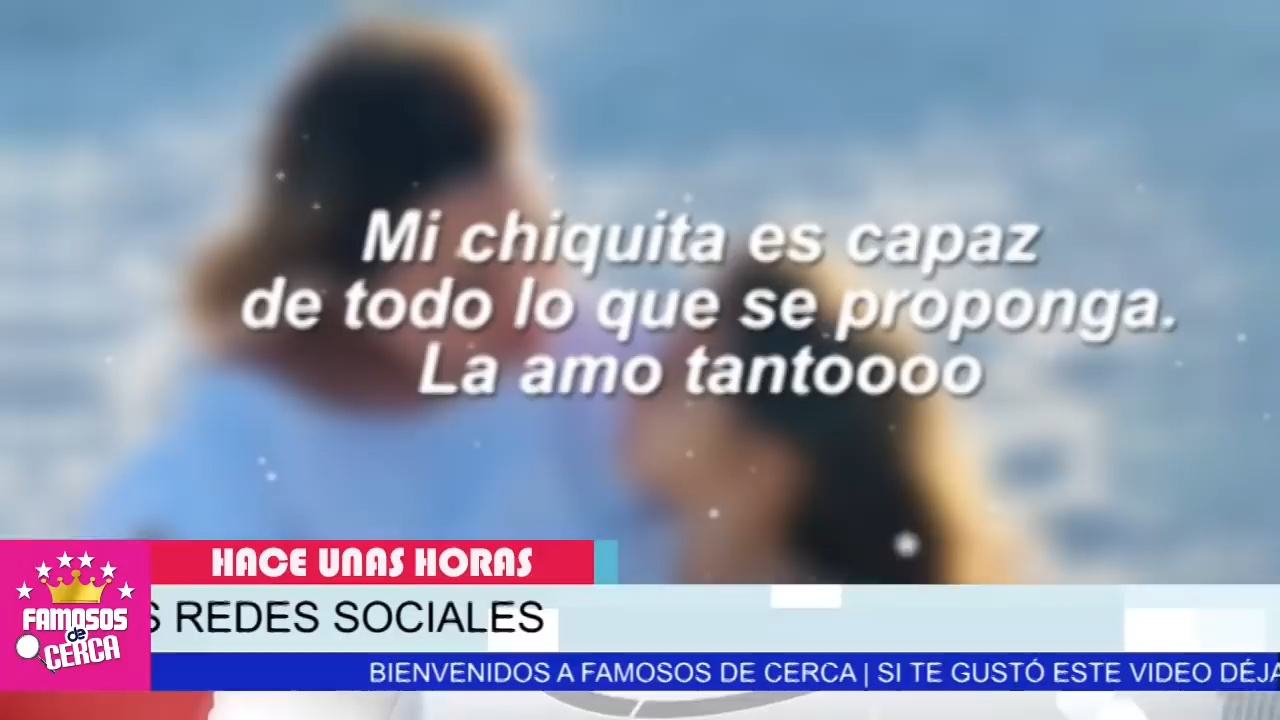 Mi chiquita es capaz
de todo lo que se proponga.
La amo tantoooo
HACE UNAS HORAS
S REDES SOCIALES
FAMOSOS
de
CERCA
BIENVENIDOS A FAMOSOS DE CERCA | SI TE GUSTÓ ESTE VIDEO DÉJA